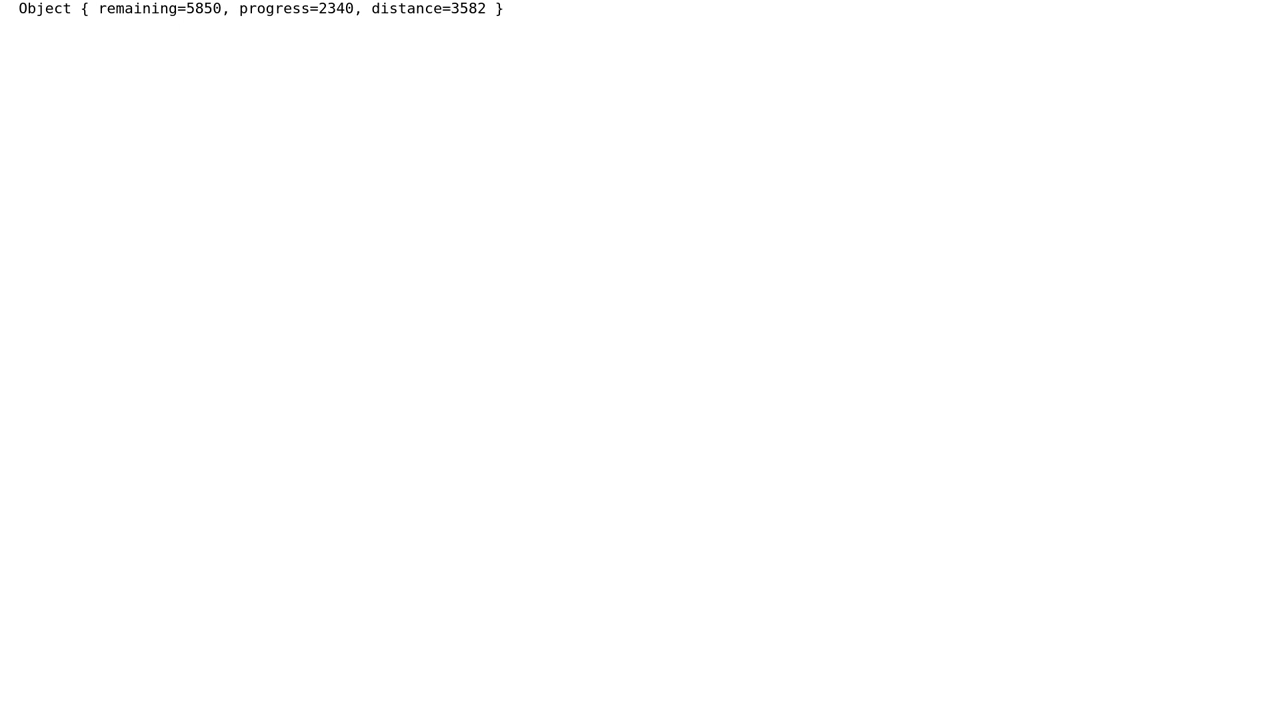 Object { remaining=5850, progress=2340, distance=3582 }